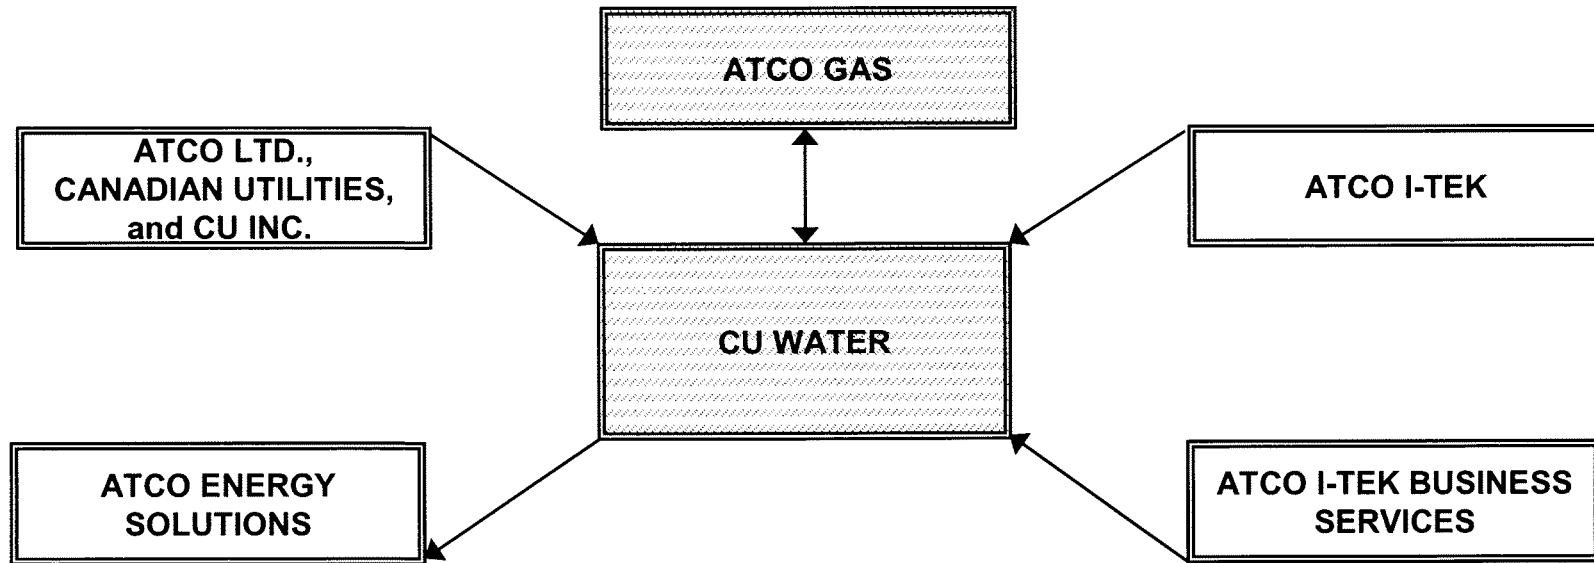 ATCO GAS
ATCO LTD.,
CANADIAN UTILITIES,
and CU INC.
ATCO I-TEK
CU WATER
ATCO ENERGY
SOLUTIONS
ATCO I-TEK BUSINESS
SERVICES